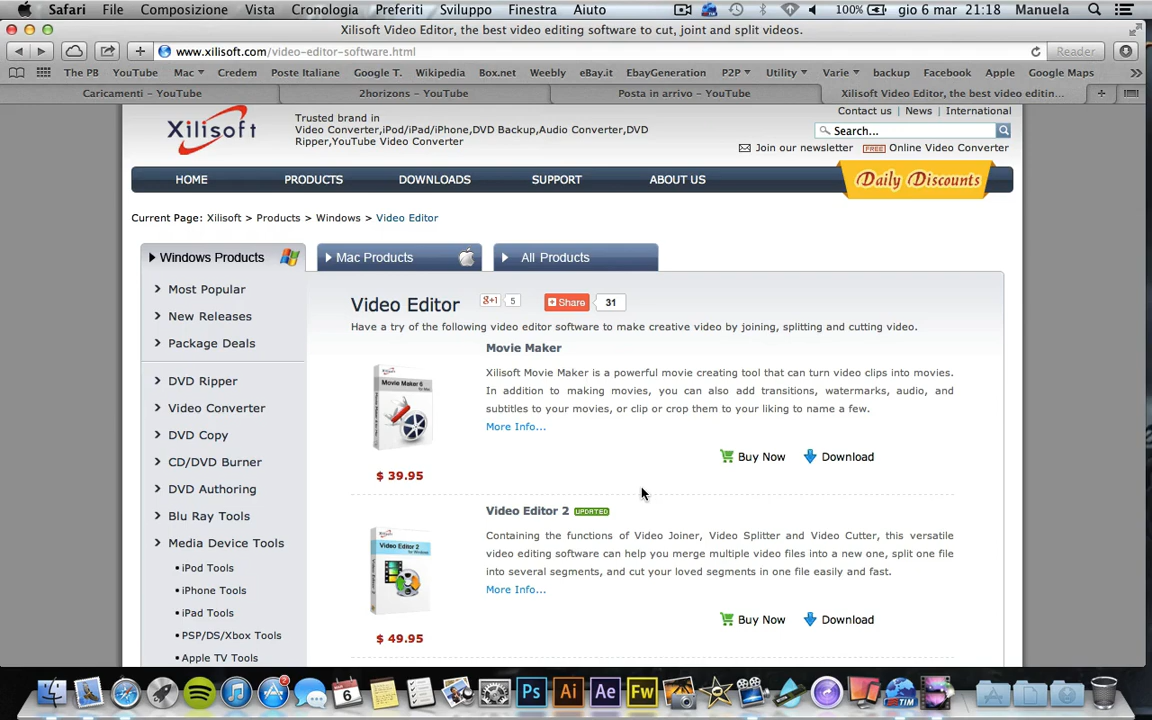 Safari File Composizione Vista Cronologia Preferiti Sviluppo Finestra Aiuto 100% gio 6 mar 21:18 Manuela
Xilisoft Video Editor, the best video editing software to cut, joint and split videos.
www.xilisoft.com/video-editor-software.html Reader
The PB YouTube Mac Credem Poste Italiane Google T. Wikipedia Box.net Weebly eBay.it EbayGeneration P2P Utility Varie backup Facebook Apple Google Maps
Caricamenti – YouTube 2horizons – YouTube Posta in arrivo – YouTube Xilisoft Video Editor, the best video editin...
Contact us | News | International
Xilisoft
Trusted brand in
Video Converter,iPod/iPad/iPhone,DVD Backup,Audio Converter,DVD
Ripper,YouTube Video Converter
Search...
Join our newsletter FREE Online Video Converter
HOME PRODUCTS DOWNLOADS SUPPORT ABOUT US Daily Discounts
Current Page: Xilisoft > Products > Windows > Video Editor
Windows Products Mac Products All Products
Most Popular
New Releases
Package Deals
DVD Ripper
Video Converter
DVD Copy
CD/DVD Burner
DVD Authoring
Blu Ray Tools
Media Device Tools
iPod Tools
iPhone Tools
iPad Tools
PSP/DS/Xbox Tools
Apple TV Tools
Video Editor g+1 5 Share 31
Have a try of the following video editor software to make creative video by joining, splitting and cutting video.
Movie Maker
Xilisoft Movie Maker is a powerful movie creating tool that can turn video clips into movies.
In addition to making movies, you can also add transitions, watermarks, audio, and
subtitles to your movies, or clip or crop them to your liking to name a few.
More Info...
Movie Maker 6
Buy Now Download
$ 39.95
Video Editor 2 UPDATED
Containing the functions of Video Joiner, Video Splitter and Video Cutter, this versatile
video editing software can help you merge multiple video files into a new one, split one file
into several segments, and cut your loved segments in one file easily and fast.
More Info...
Video Editor 2
Buy Now Download
$ 49.95
6
2
Ps Ai Ae Fw
TIM